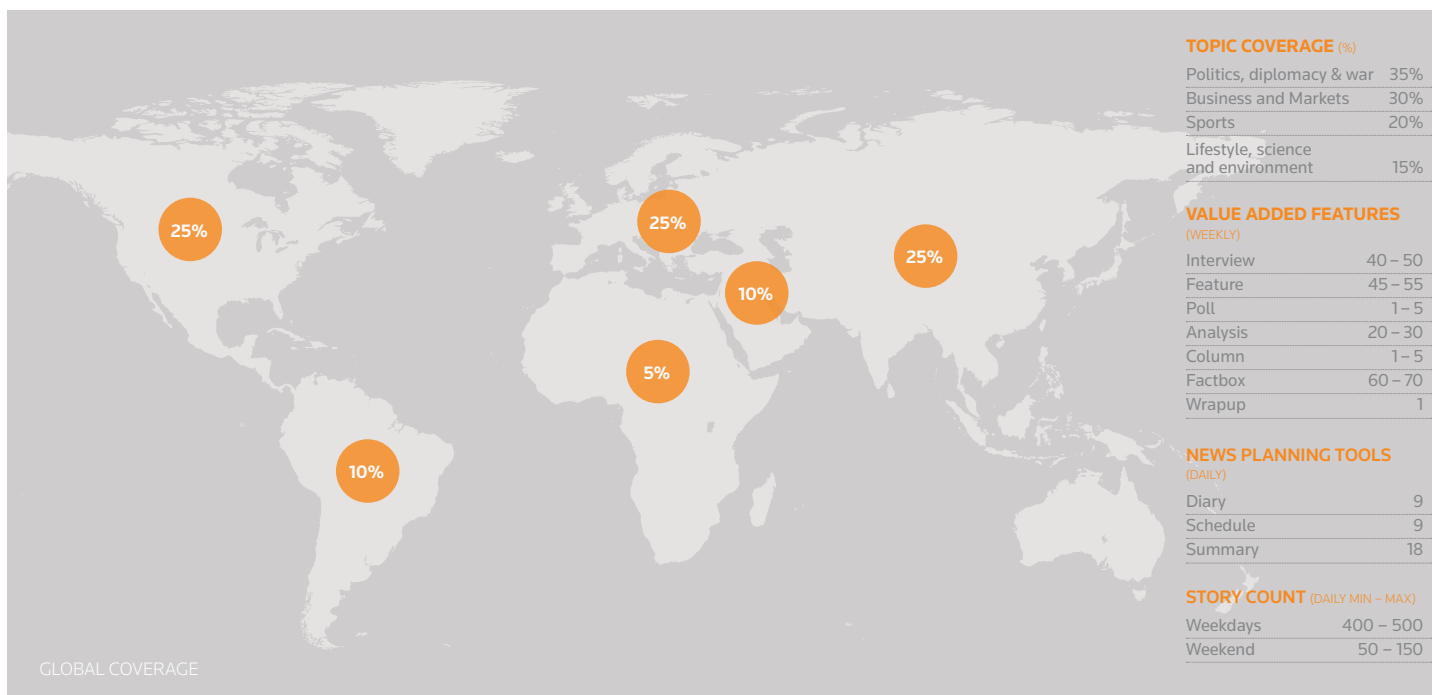 25%
25%
25%
10%
5%
10%
GLOBAL COVERAGE
TOPIC COVERAGE (%)
Politics, diplomacy & war 35%
Business and Markets 30%
Sports 20%
Lifestyle, science
and environment 15%
VALUE ADDED FEATURES
(WEEKLY)
Interview 40 – 50
Feature 45 – 55
Poll 1 – 5
Analysis 20 – 30
Column 1 – 5
Factbox 60 – 70
Wrapup 1
NEWS PLANNING TOOLS
(DAILY)
Diary 9
Schedule 9
Summary 18
STORY COUNT (DAILY MIN – MAX)
Weekdays 400 – 500
Weekend 50 – 150